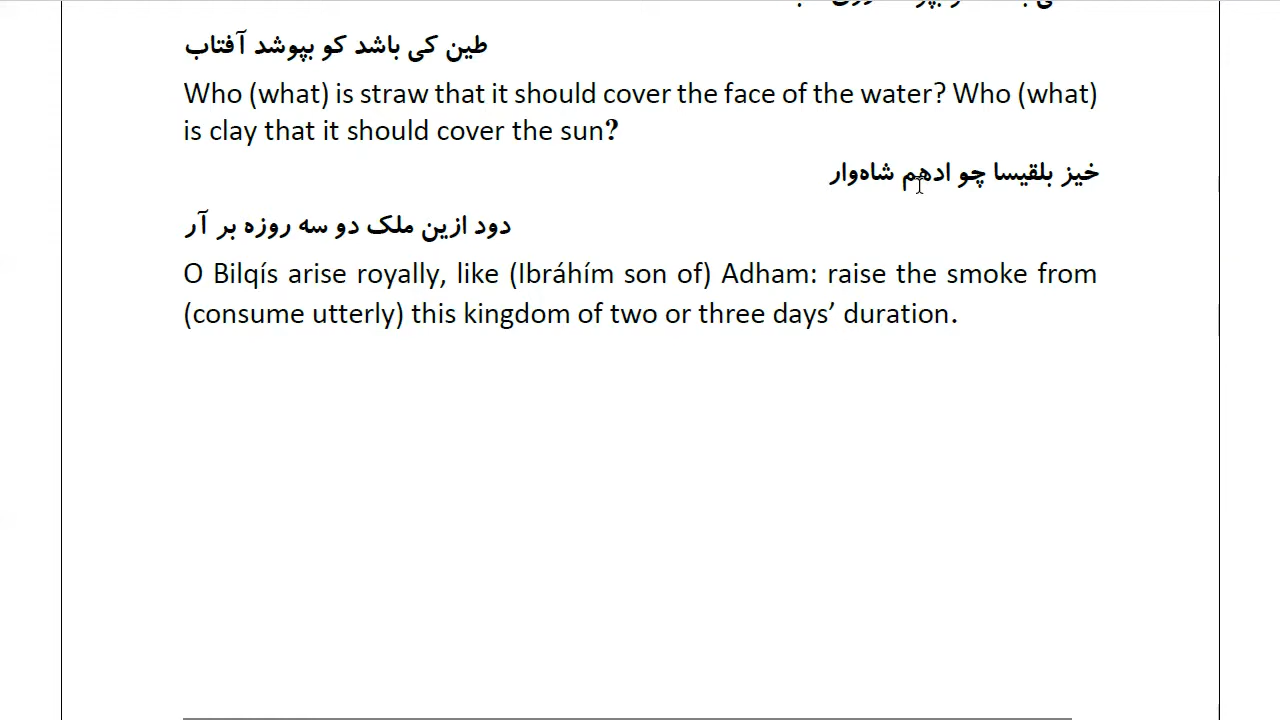 طین کی باشد کو بپوشد آفتاب
Who (what) is straw that it should cover the face of the water? Who (what)
is clay that it should cover the sun?
خیز بلقیسا چو ادهم شاه‌وار
دود ازین ملک دو سه روزه بر آر
O Bilqís arise royally, like (Ibráhím son of) Adham: raise the smoke from
(consume utterly) this kingdom of two or three days’ duration.